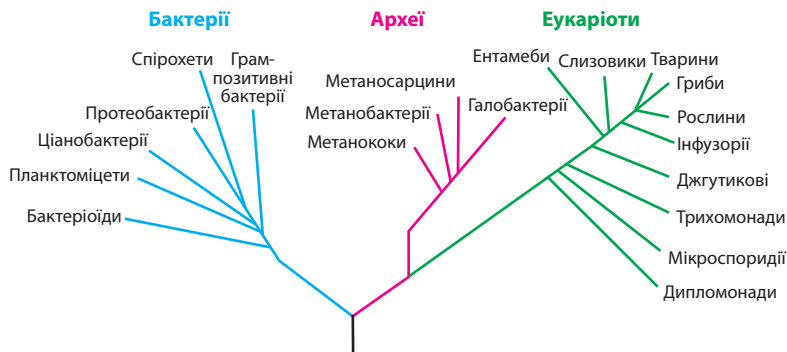 Бактерії
Археї
Еукаріоти
Спірохети
Грам-
позитивні
бактерії
Протеобактерії
Ціанобактерії
Планктоміцети
Бактеріоїди
Метаносарцини
Метанобактерії
Метанококи
Галобактерії
Ентамеби
Слизовики
Тварини
Гриби
Рослини
Інфузорії
Джгутикові
Трихомонади
Мікроспоридії
Дипломонади